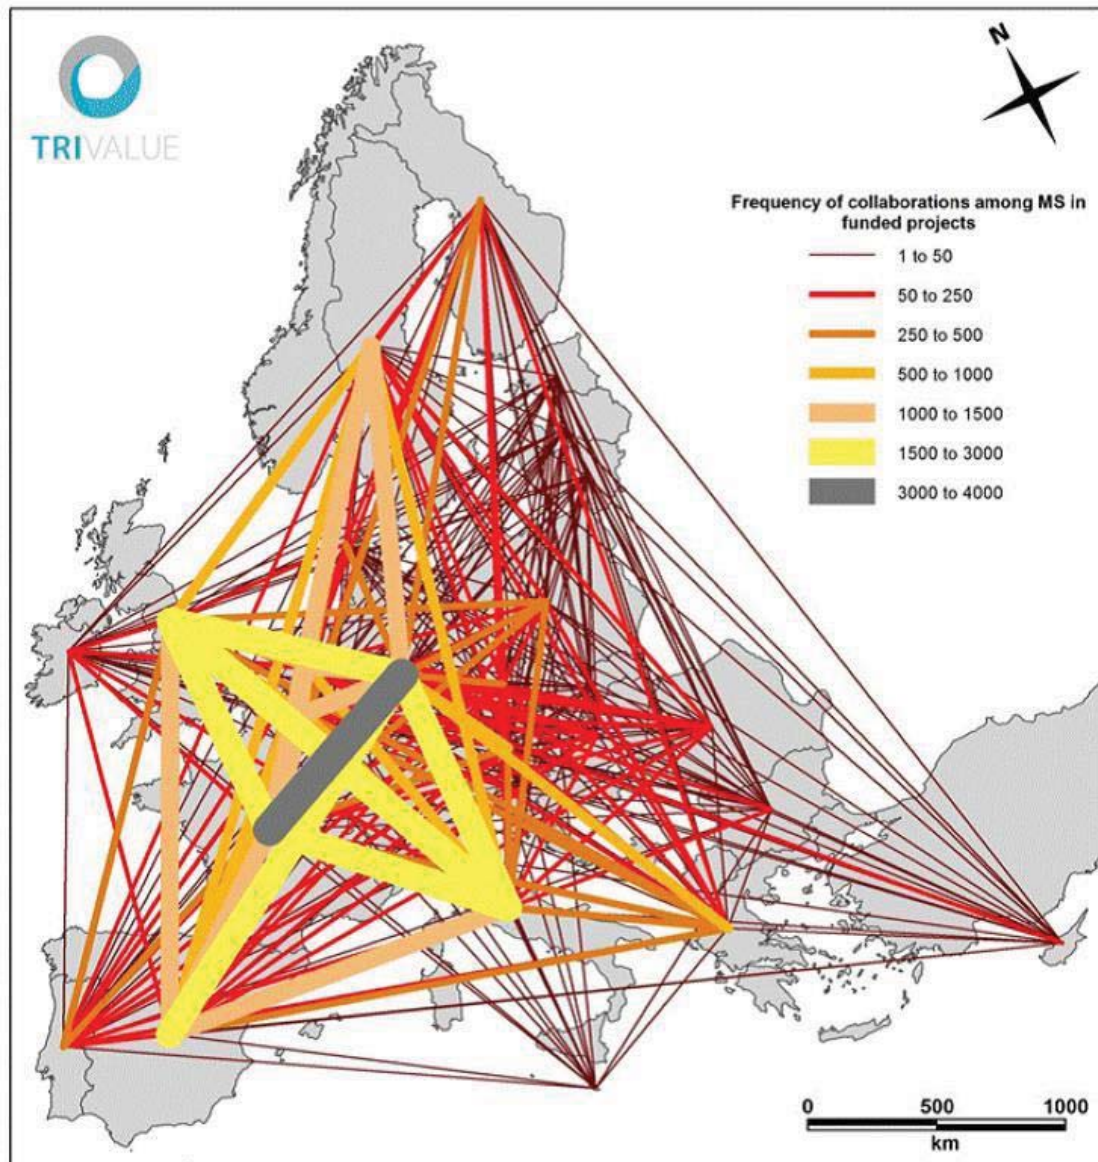 TRIVALUE
N
Frequency of collaborations among MS in
funded projects
1 to 50
50 to 250
250 to 500
500 to 1000
1000 to 1500
1500 to 3000
3000 to 4000
0 500 1000
km